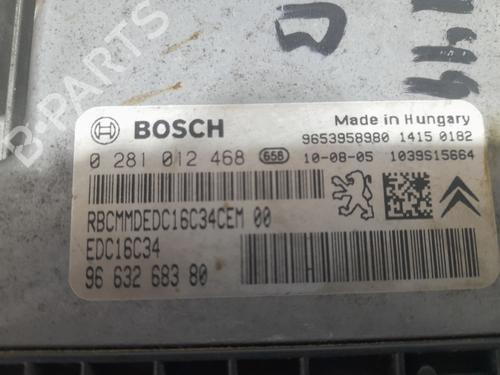 B-PARTS
BOSCH
Made in Hungary
9653958980 1415 0182
0 281 012 468 658 10-08-05 1039S15664
RBCMMDEDC16C34CEM 00
EDC16C34
96 632 683 80